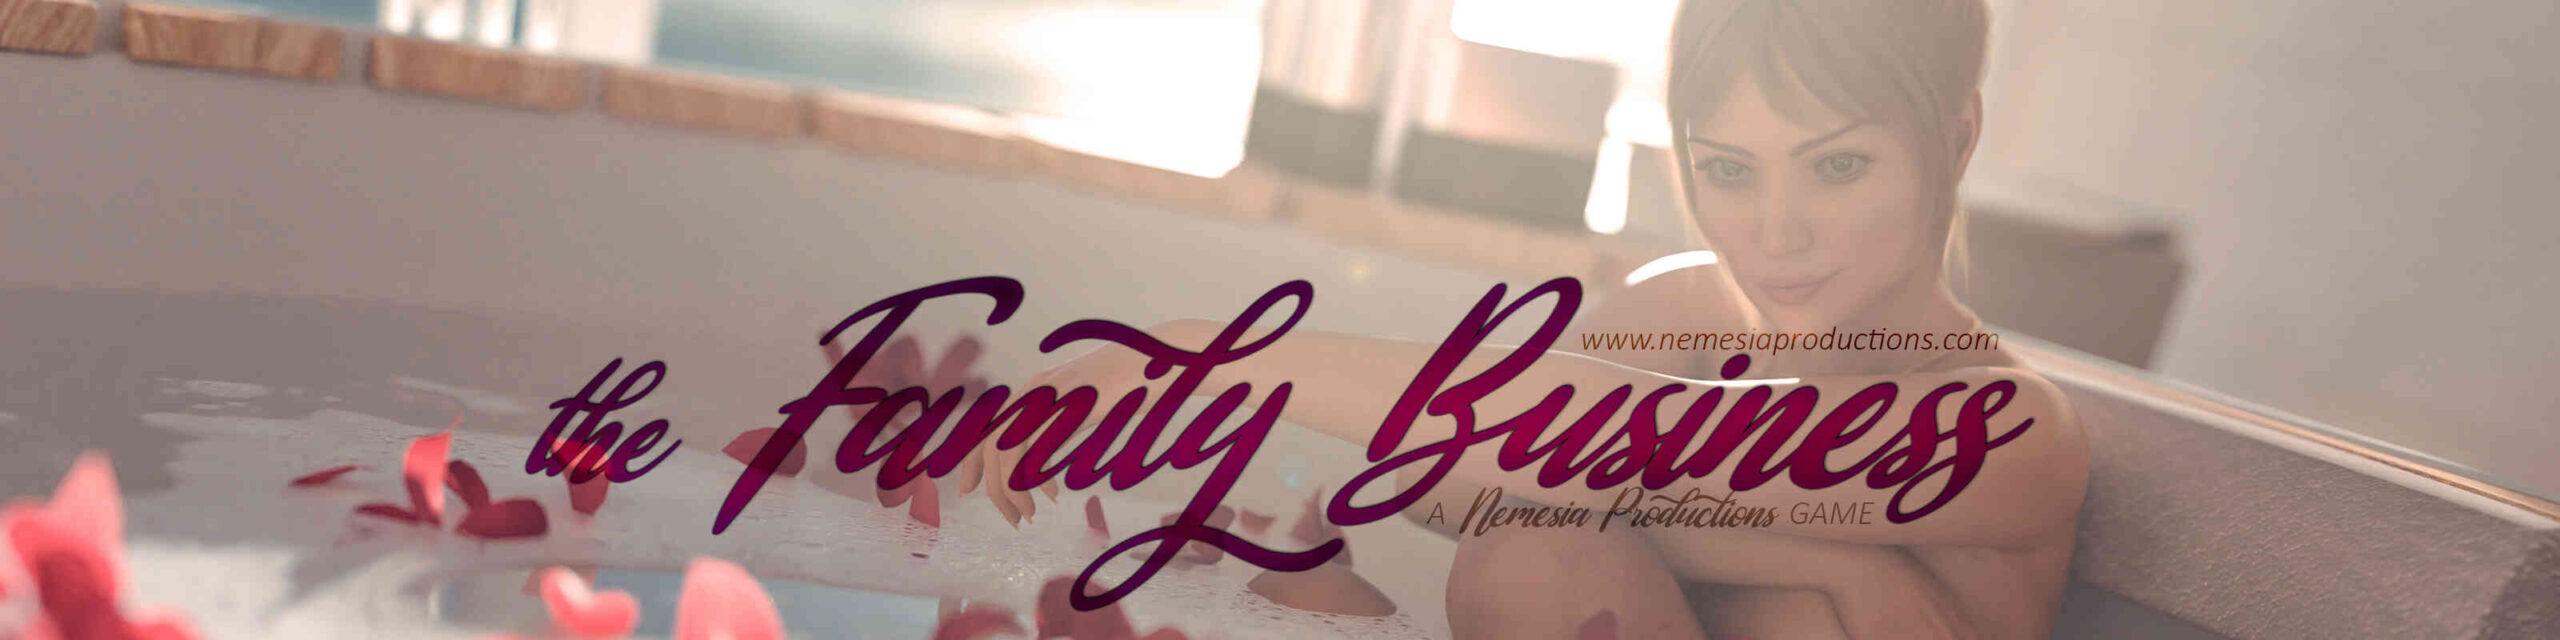 www.nemesiaproductions.com
the Family Business
A Nemesia Productions GAME